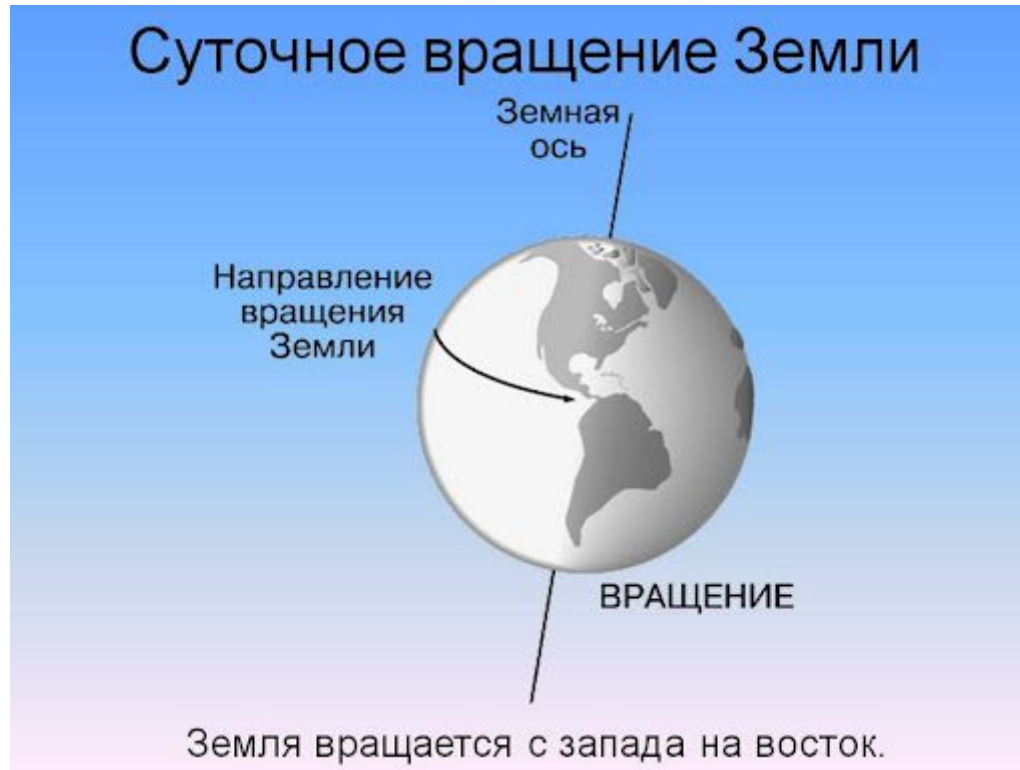 Суточное вращение Земли
Земная
ось
Направление
вращения
Земли
ВРАЩЕНИЕ
Земля вращается с запада на восток.